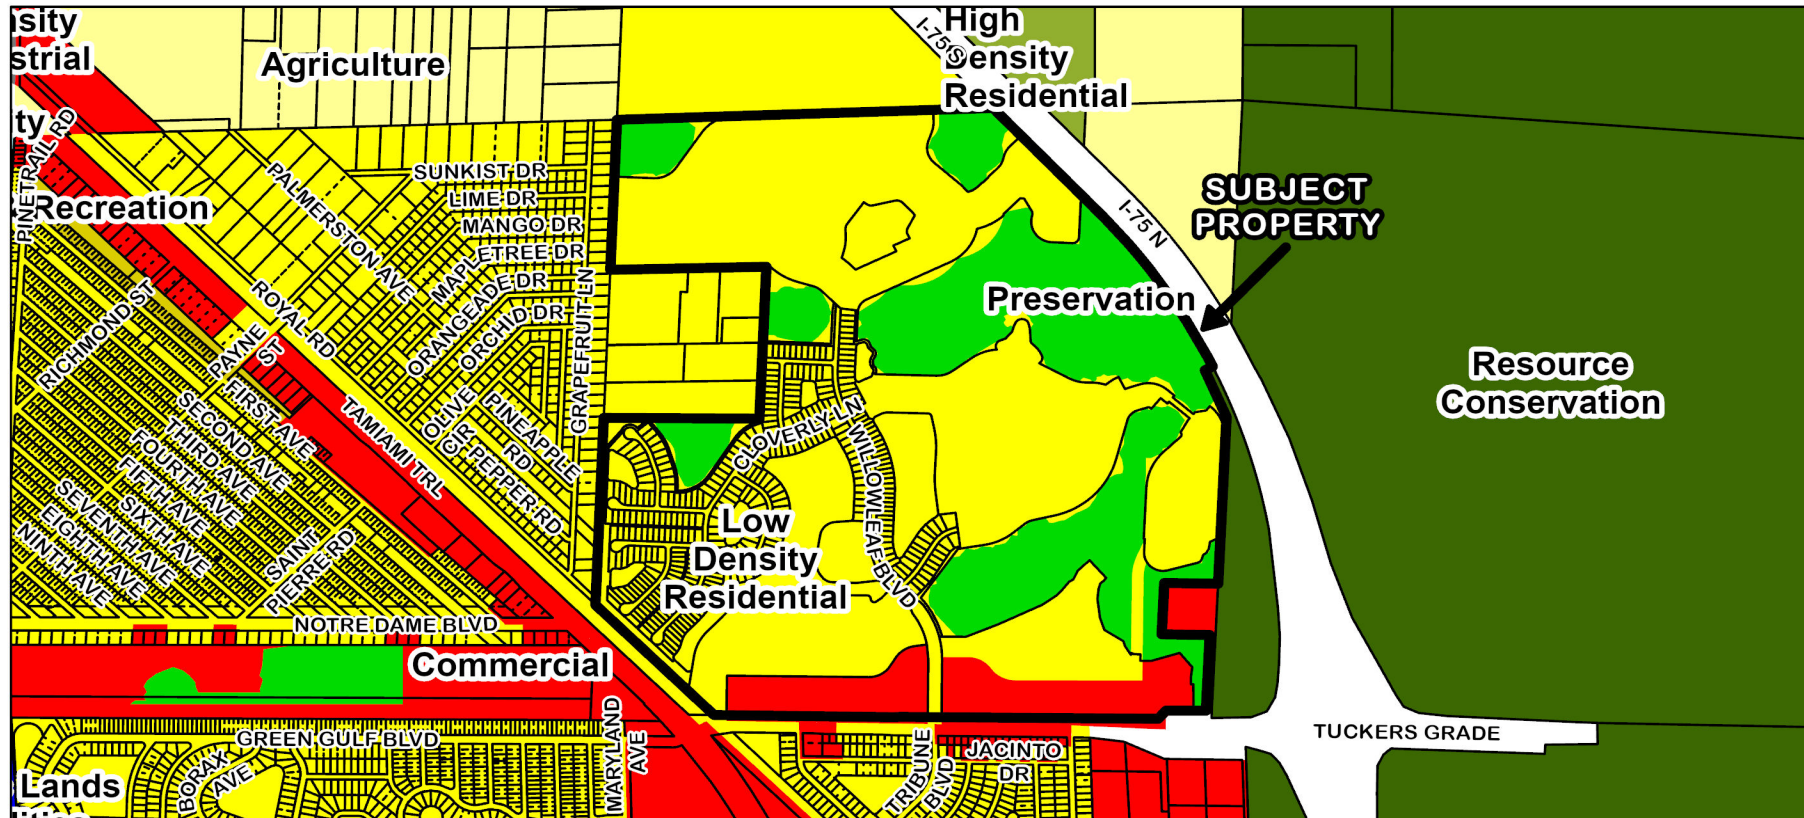 High
Density
Residential
I-75 S
Agriculture
strial
PINETRAIL RD
Recreation
SUNKIST DR
LIME DR
MANGO DR
MAPLETREE DR
ORANGEADE DR
ORCHID DR
PALMERSTON AVE
GRAPEFRUIT LN
I-75 N
SUBJECT
PROPERTY
Preservation
Resource
Conservation
ROYAL RD
RICHMOND ST
PAYNE
ST
FIRST AVE
SECOND AVE
THIRD AVE
FOURTH AVE
FIFTH AVE
SIXTH AVE
SEVENTH AVE
EIGHTH AVE
NINTH AVE
TAMIAMI TRL
OLIVE
CIR
PINEAPPLE
RD
PEPPER RD
CLOVERLY LN
WILLOWLEAF BLVD
Low
Density
Residential
SAINT
PIERRE RD
NOTRE DAME BLVD
Commercial
MARYLAND
AVE
GREEN GULF BLVD
BORAX
AVE
TRIBUNE
BLVD
JACINTO
DR
TUCKERS GRADE
Lands